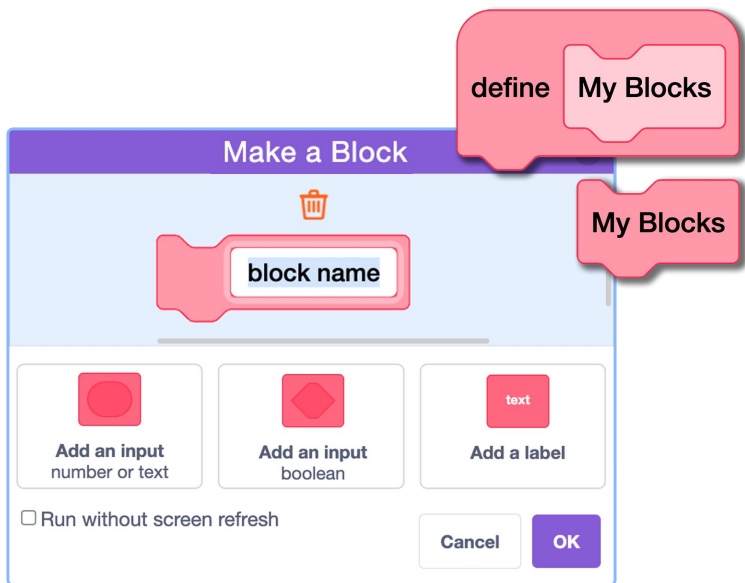 define My Blocks
Make a Block
My Blocks
block name
text
Add an input
number or text
Add an input
boolean
Add a label
Run without screen refresh
Cancel
OK